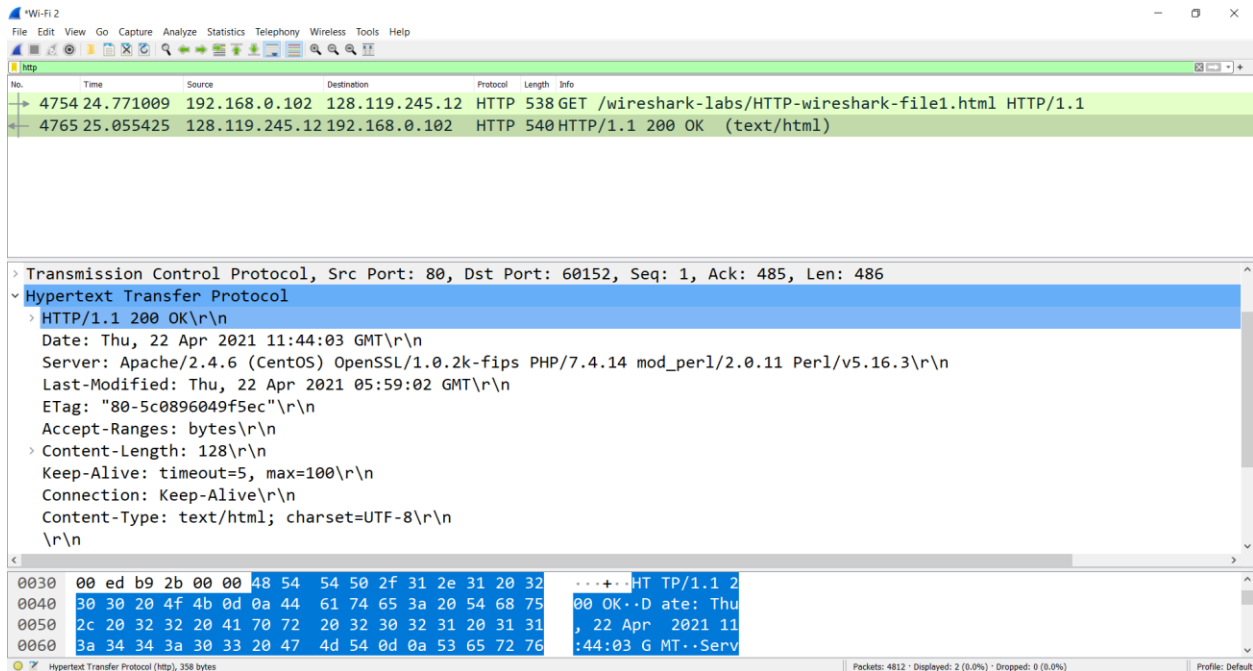 *Wi-Fi 2
File Edit View Go Capture Analyze Statistics Telephony Wireless Tools Help
http
No. Time Source Destination Protocol Length Info
4754 24.771009 192.168.0.102 128.119.245.12 HTTP 538 GET /wireshark-labs/HTTP-wireshark-file1.html HTTP/1.1
4765 25.055425 128.119.245.12 192.168.0.102 HTTP 540 HTTP/1.1 200 OK (text/html)
Transmission Control Protocol, Src Port: 80, Dst Port: 60152, Seq: 1, Ack: 485, Len: 486
Hypertext Transfer Protocol
HTTP/1.1 200 OK\r\n
Date: Thu, 22 Apr 2021 11:44:03 GMT\r\n
Server: Apache/2.4.6 (CentOS) OpenSSL/1.0.2k-fips PHP/7.4.14 mod_perl/2.0.11 Perl/v5.16.3\r\n
Last-Modified: Thu, 22 Apr 2021 05:59:02 GMT\r\n
ETag: "80-5c0896049f5ec"\r\n
Accept-Ranges: bytes\r\n
Content-Length: 128\r\n
Keep-Alive: timeout=5, max=100\r\n
Connection: Keep-Alive\r\n
Content-Type: text/html; charset=UTF-8\r\n
\r\n
0030 00 ed b9 2b 00 00 48 54 54 50 2f 31 2e 31 20 32 ···+··HT TP/1.1 2
0040 30 30 20 4f 4b 0d 0a 44 61 74 65 3a 20 54 68 75 00 OK··D ate: Thu
0050 2c 20 32 32 20 41 70 72 20 32 30 32 31 20 31 31 , 22 Apr 2021 11
0060 3a 34 34 3a 30 33 20 47 4d 54 0d 0a 53 65 72 76 :44:03 G MT··Serv
Hypertext Transfer Protocol (http), 358 bytes Packets: 4812 · Displayed: 2 (0.0%) · Dropped: 0 (0.0%) Profile: Default